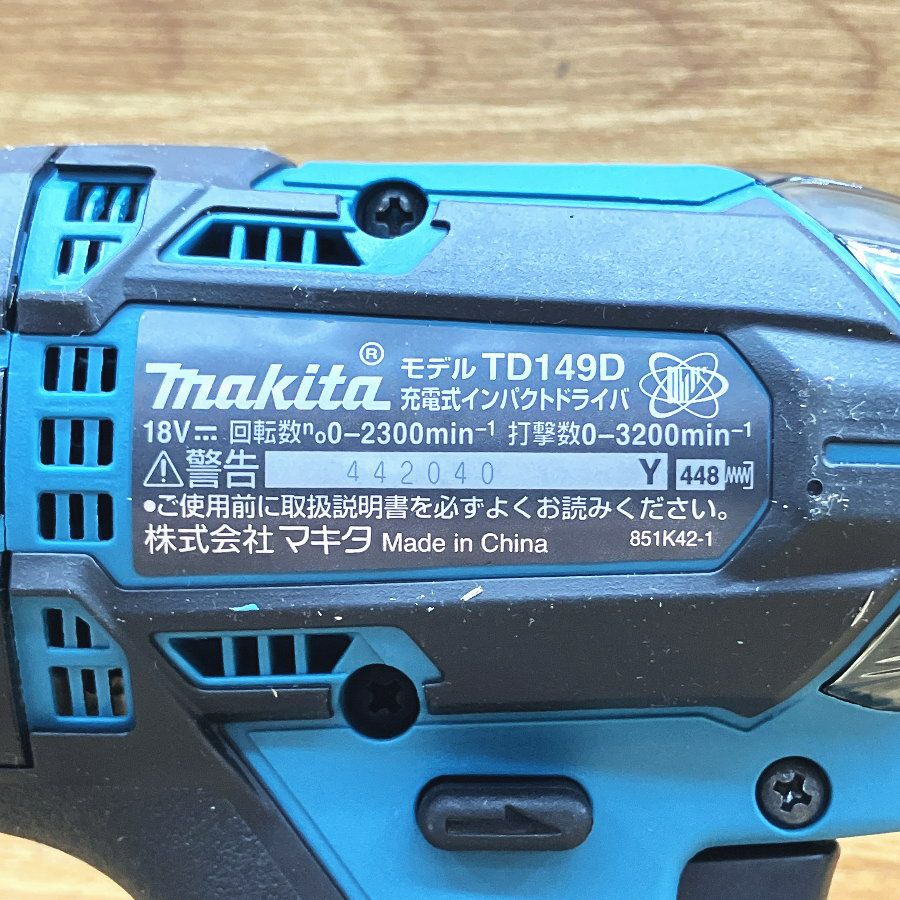 makita® モデル TD149D
充電式インパクトドライバ
18V⎓ 回転数n₀0-2300min⁻¹ 打撃数0-3200min⁻¹
⚠警告 442040 Y 448
•ご使用前に取扱説明書を必ずよくお読みください。
株式会社 マキタ Made in China 851K42-1